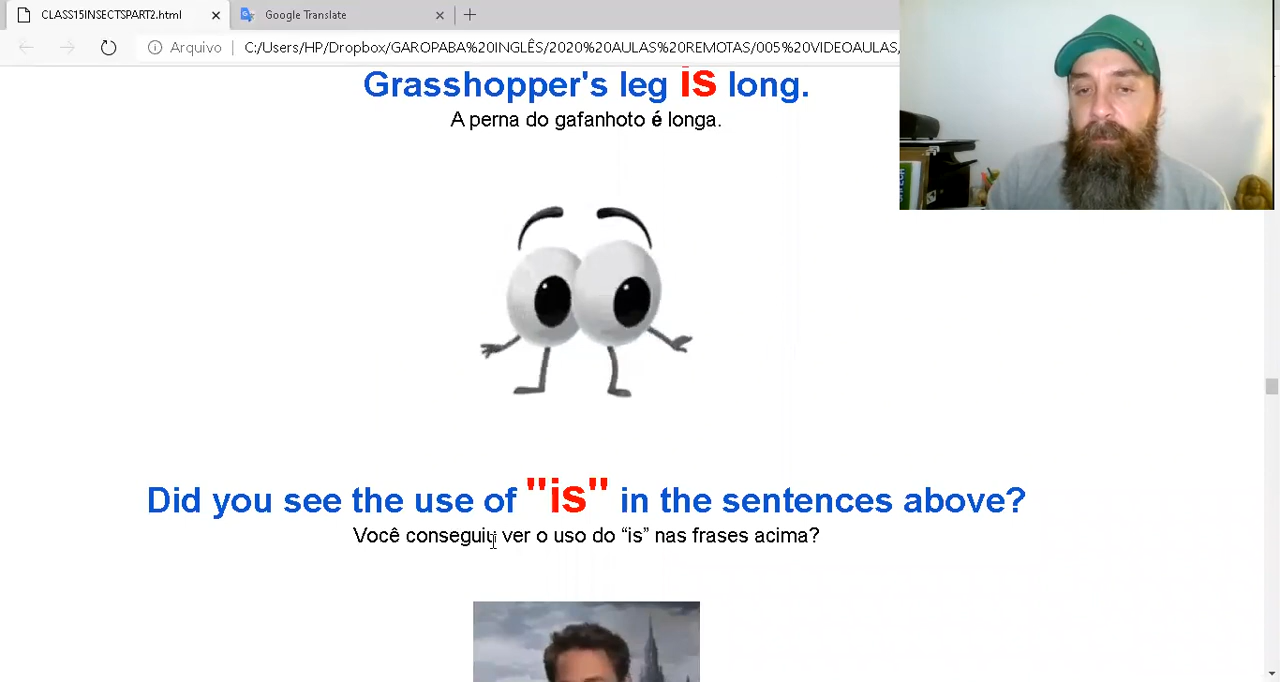 CLASS15INSECTSPART2.html
Google Translate
Arquivo C:/Users/HP/Dropbox/GAROPABA%20INGLÊS/2020%20AULAS%20REMOTAS/005%20VIDEOAULAS,
Grasshopper's leg is long.
A perna do gafanhoto é longa.
Did you see the use of "is" in the sentences above?
Você conseguiu ver o uso do “is” nas frases acima?